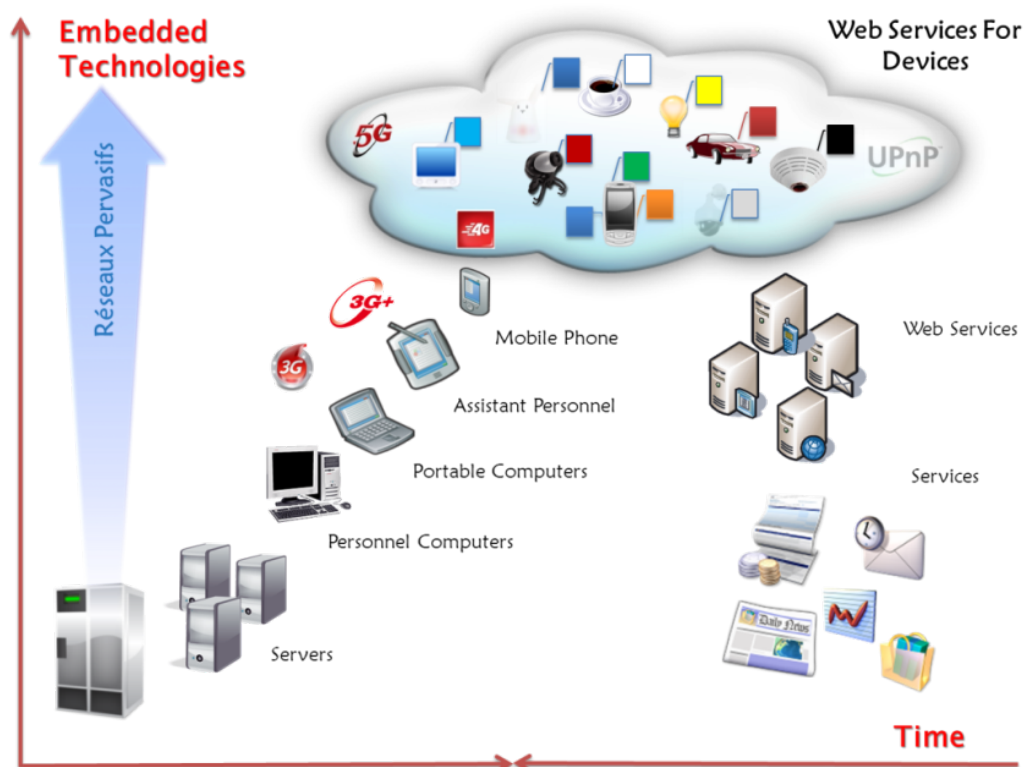 Embedded
Technologies
Web Services For
Devices
Réseaux Pervasifs
5G
UPnP
4G
3G+
Mobile Phone
Web Services
3G
Assistant Personnel
Portable Computers
Services
Personnel Computers
Daily News
Servers
Time